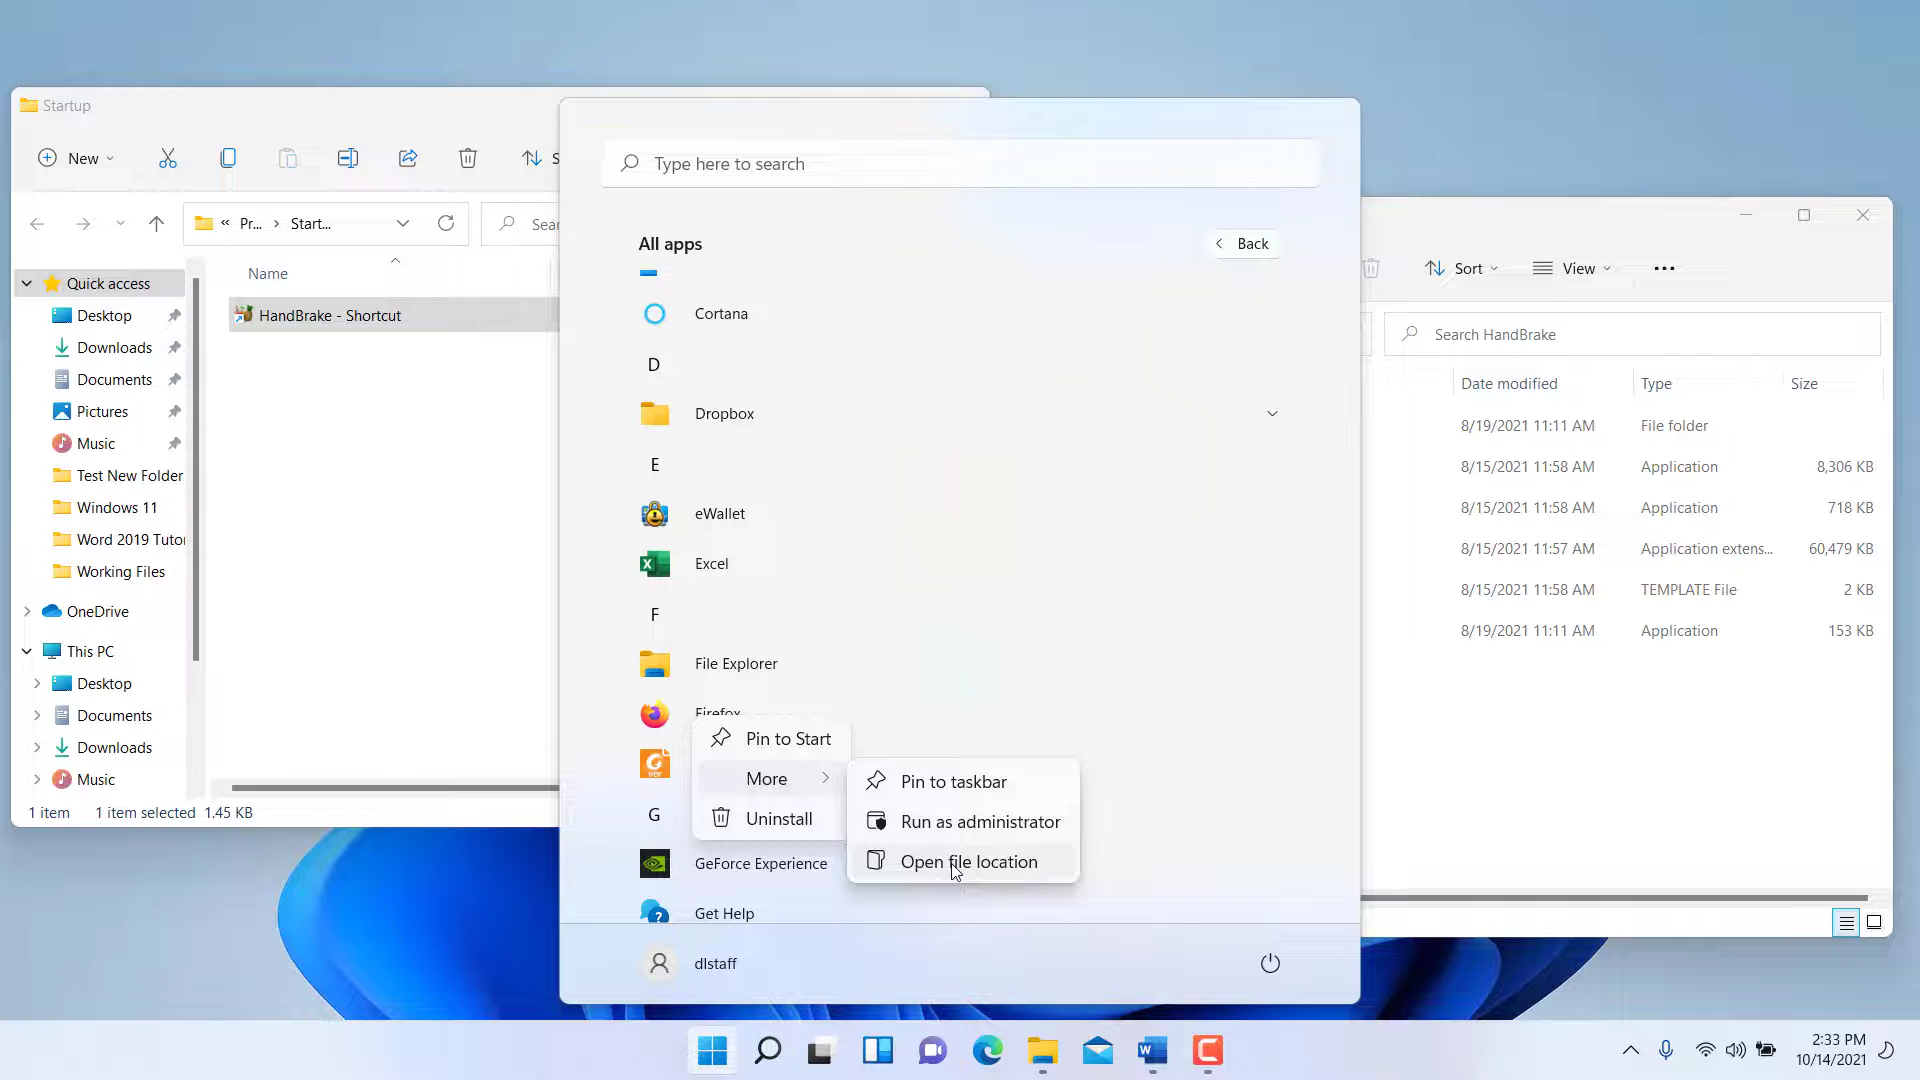 Startup
New
S
Pr...
Start...
Sear
Name
HandBrake - Shortcut
Quick access
Desktop
Downloads
Documents
Pictures
Music
Test New Folder
Windows 11
Word 2019 Tutor
Working Files
OneDrive
This PC
Desktop
Documents
Downloads
Music
1 item 1 item selected 1.45 KB
Type here to search
All apps
Back
Cortana
D
Dropbox
E
eWallet
Excel
F
File Explorer
Firefox
G
GeForce Experience
Get Help
dlstaff
Pin to Start
More
Uninstall
Pin to taskbar
Run as administrator
Open file location
Sort
View
Search HandBrake
Date modified Type Size
8/19/2021 11:11 AM File folder
8/15/2021 11:58 AM Application 8,306 KB
8/15/2021 11:58 AM Application 718 KB
8/15/2021 11:57 AM Application extens... 60,479 KB
8/15/2021 11:58 AM TEMPLATE File 2 KB
8/19/2021 11:11 AM Application 153 KB
2:33 PM
10/14/2021